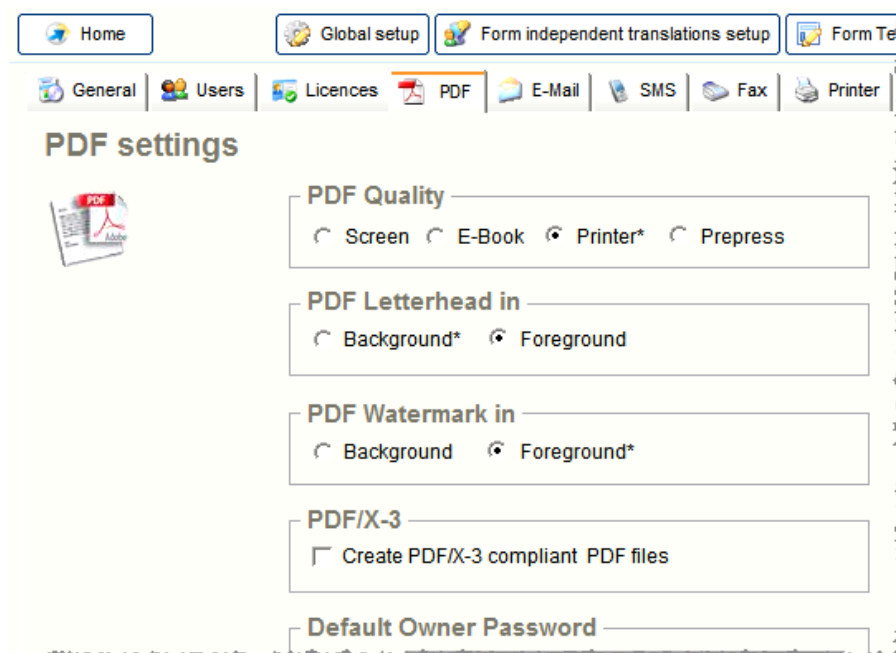 Home Global setup Form independent translations setup Form
General Users Licences PDF E-Mail SMS Fax Printer
PDF settings
PDF Quality
PDF
Adobe
Screen E-Book Printer* Prepress
PDF Letterhead in
Background* Foreground
PDF Watermark in
Background Foreground*
PDF/X-3
Create PDF/X-3 compliant PDF files
Default Owner Password